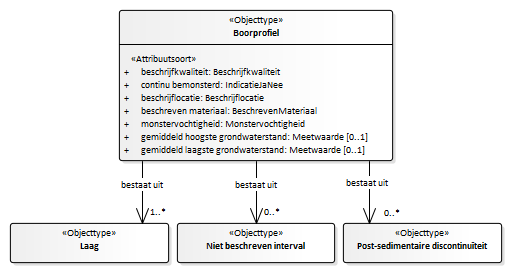 «Objecttype»
Boorprofiel
«Attribuutsoort»
+ beschrijfkwaliteit: Beschrijfkwaliteit
+ continu bemonsterd: IndicatieJaNee
+ beschrijflocatie: Beschrijflocatie
+ beschreven materiaal: BeschrevenMateriaal
+ monstervochtigheid: Monstervochtigheid
+ gemiddeld hoogste grondwaterstand: Meetwaarde [0..1]
+ gemiddeld laagste grondwaterstand: Meetwaarde [0..1]
bestaat uit
bestaat uit
bestaat uit
1..*
0..*
0..*
«Objecttype»
Laag
«Objecttype»
Niet beschreven interval
«Objecttype»
Post-sedimentaire discontinuïteit